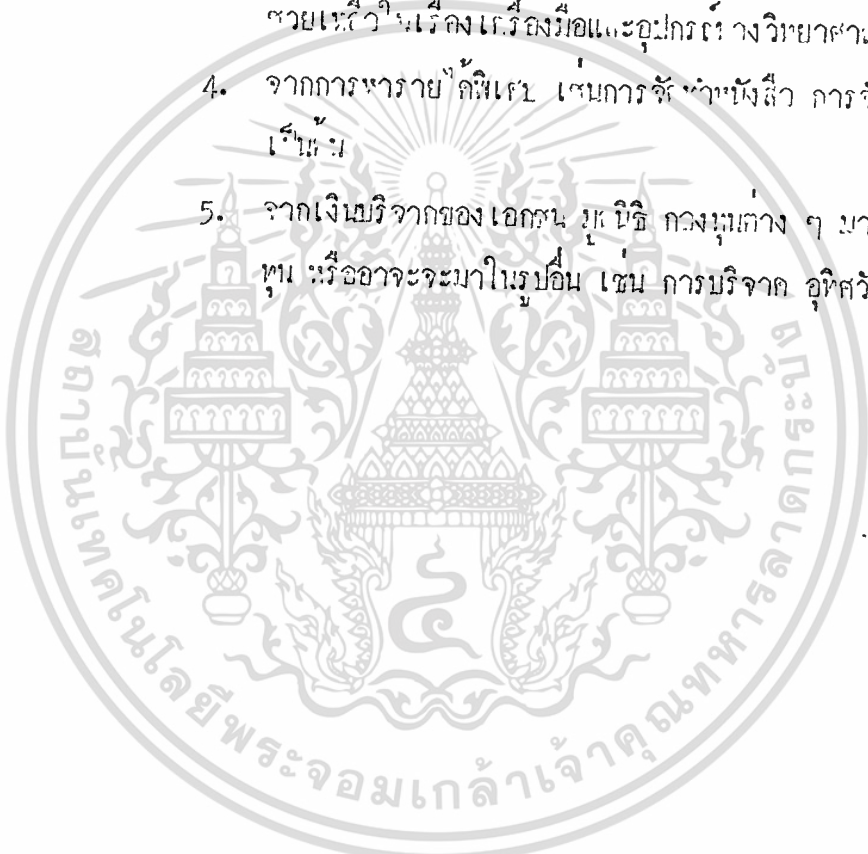 ช่วยเหลือในเรื่องเครื่องมือและอุปกรณ์ทางวิทยาศา
4. จากการหารายได้พิเศษ เช่นการจัดทำหนังสือ การจั
เป็นต้น
5. จากเงินบริจาคของเอกชน มูลนิธิ กองทุนต่าง ๆ มา
ทุน หรืออาจจะมาในรูปอื่น เช่น การบริจาค อุทิศวั
สถาบันเทคโนโลยีพระจอมเกล้าเจ้าคุณทหารลาดกระบัง